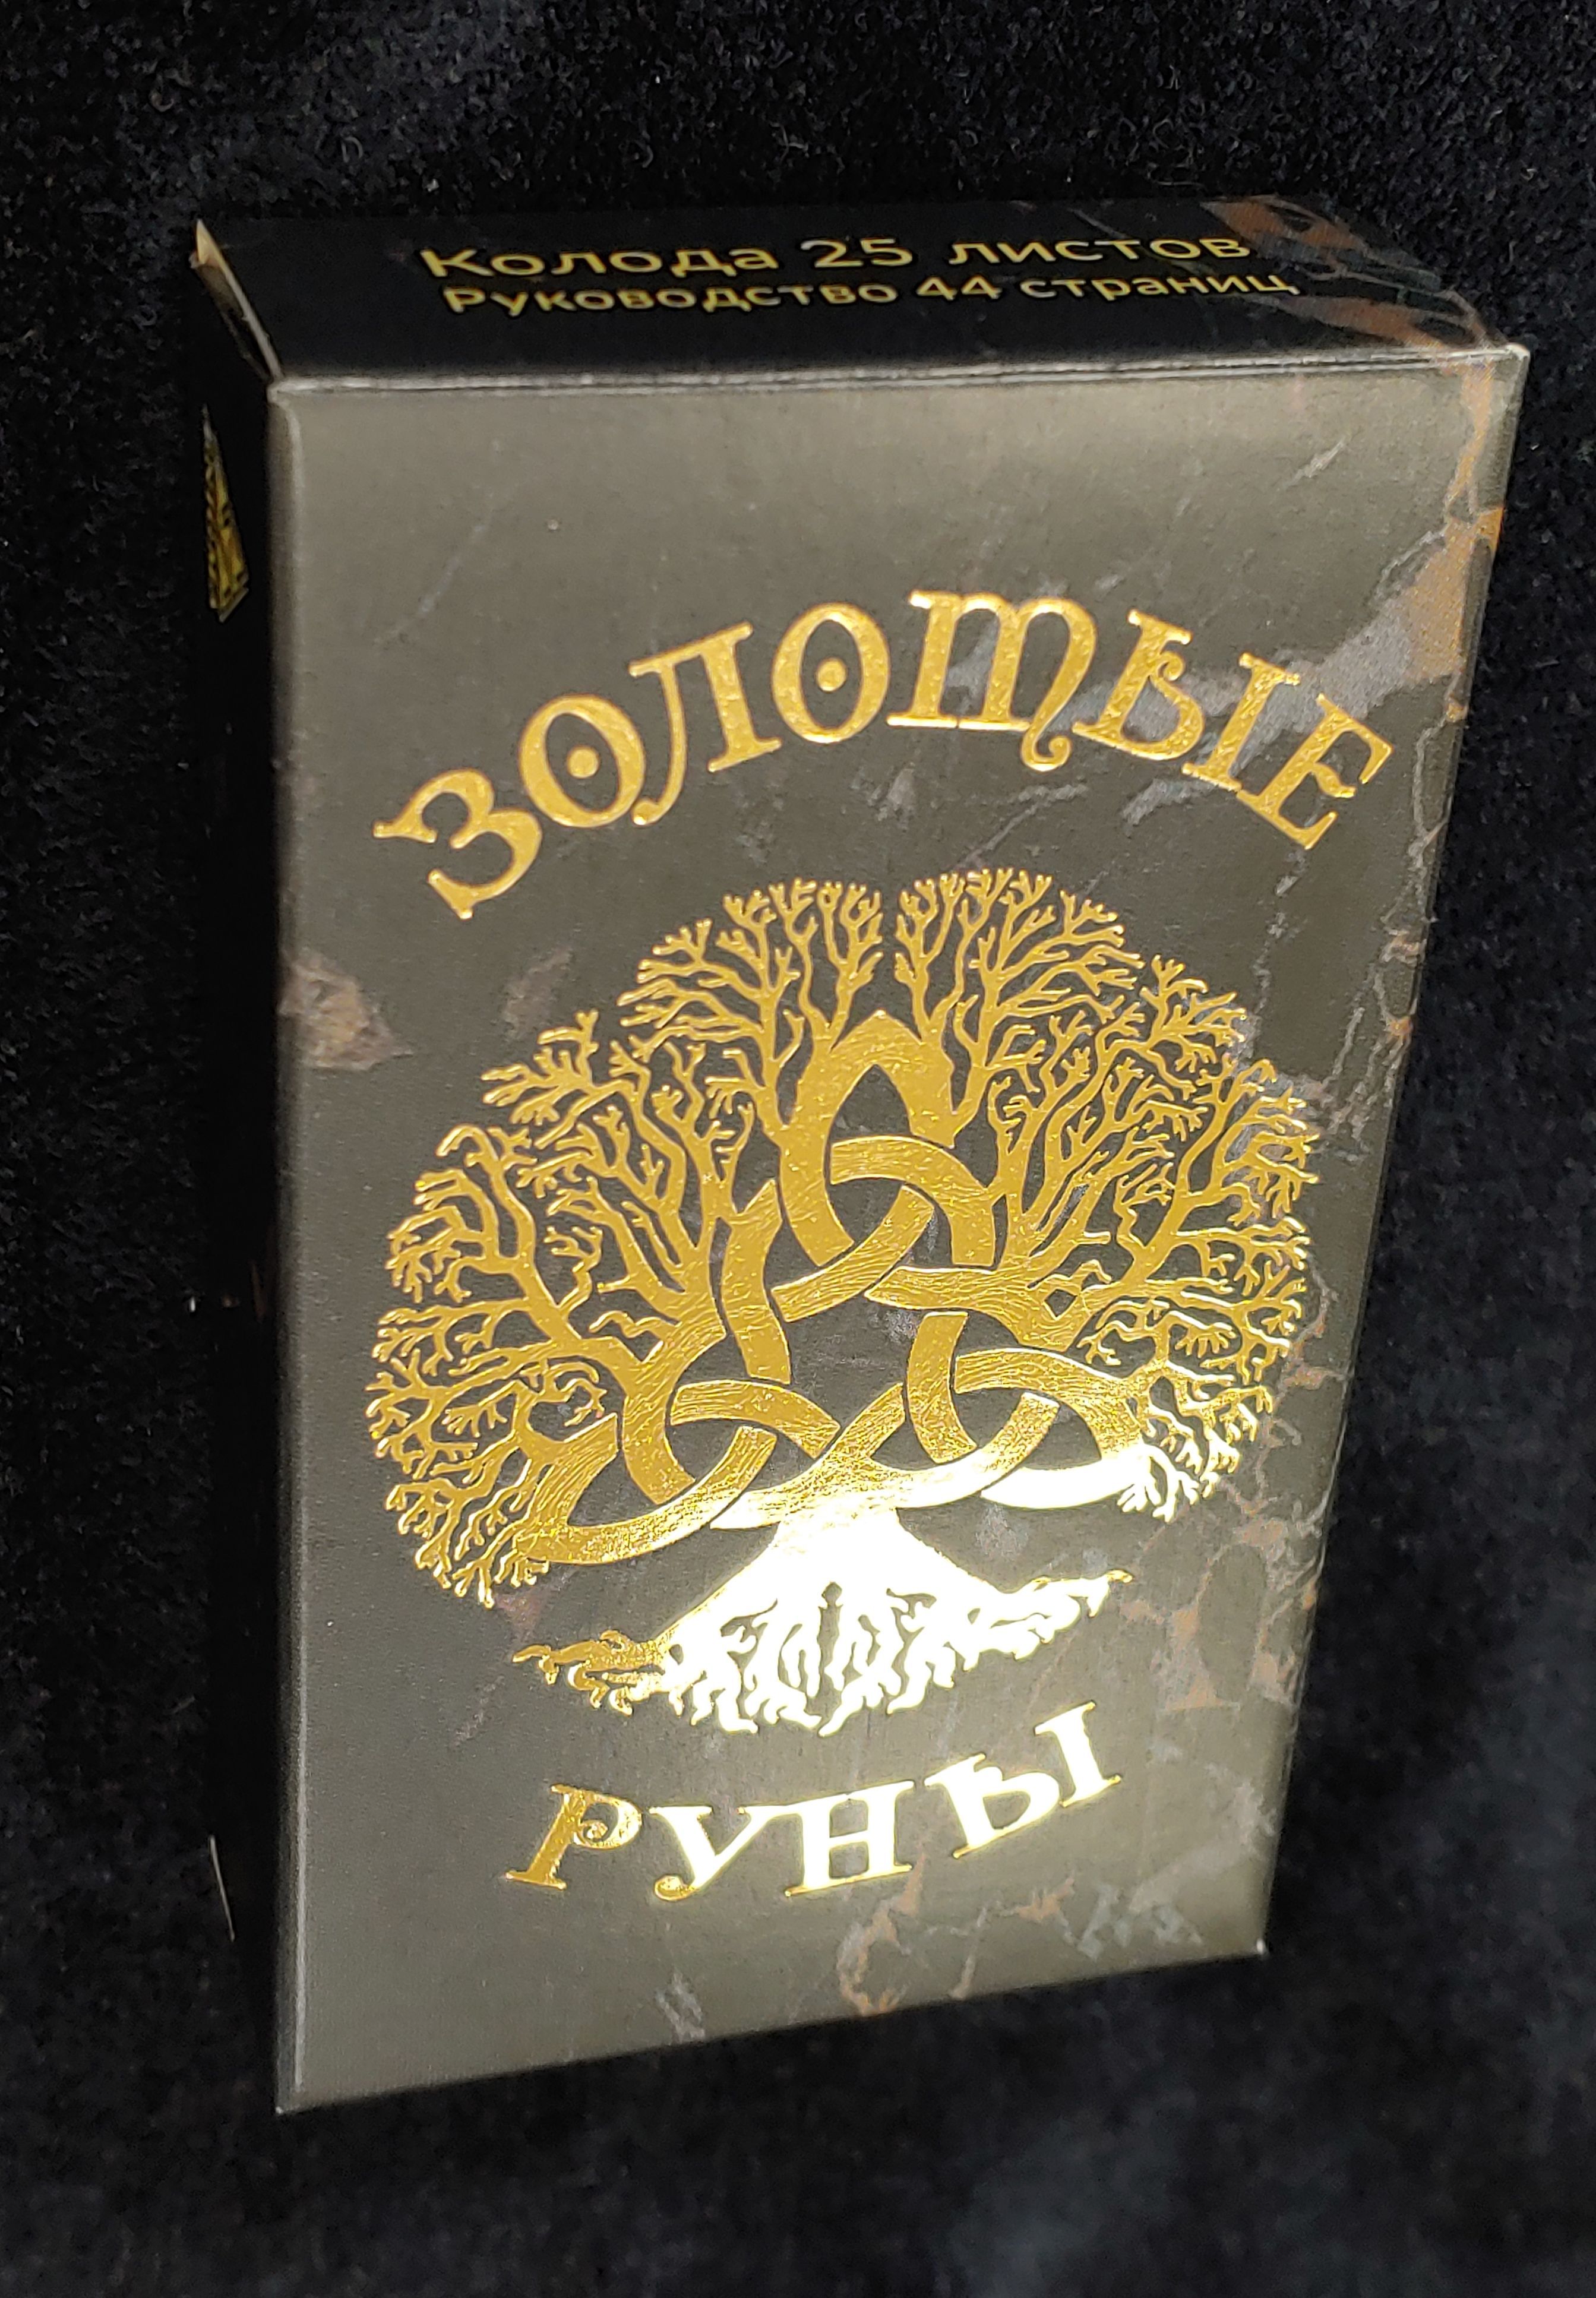 Колода 25 листов
Руководство 44 страниц
ЗОЛОТЫЕ
РУНЫ